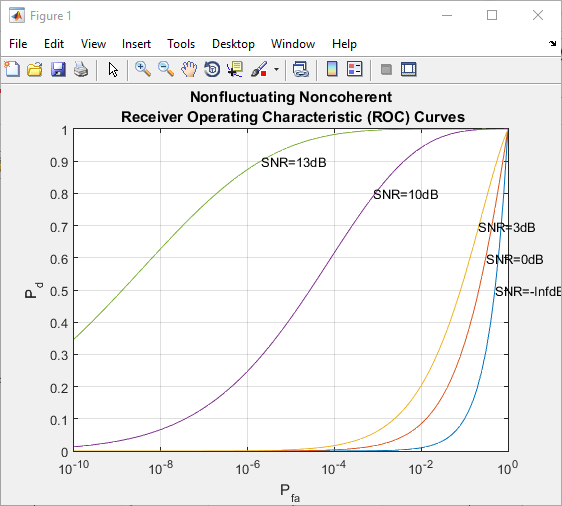 Figure 1
File Edit View Insert Tools Desktop Window Help
Nonfluctuating Noncoherent
Receiver Operating Characteristic (ROC) Curves
1
0.9
SNR=13dB
0.8
SNR=10dB
0.7
SNR=3dB
0.6
SNR=0dB
0.5
SNR=-InfdB
0.4
0.3
0.2
0.1
0
P_d
10^-10 10^-8 10^-6 10^-4 10^-2 10^0
P_fa